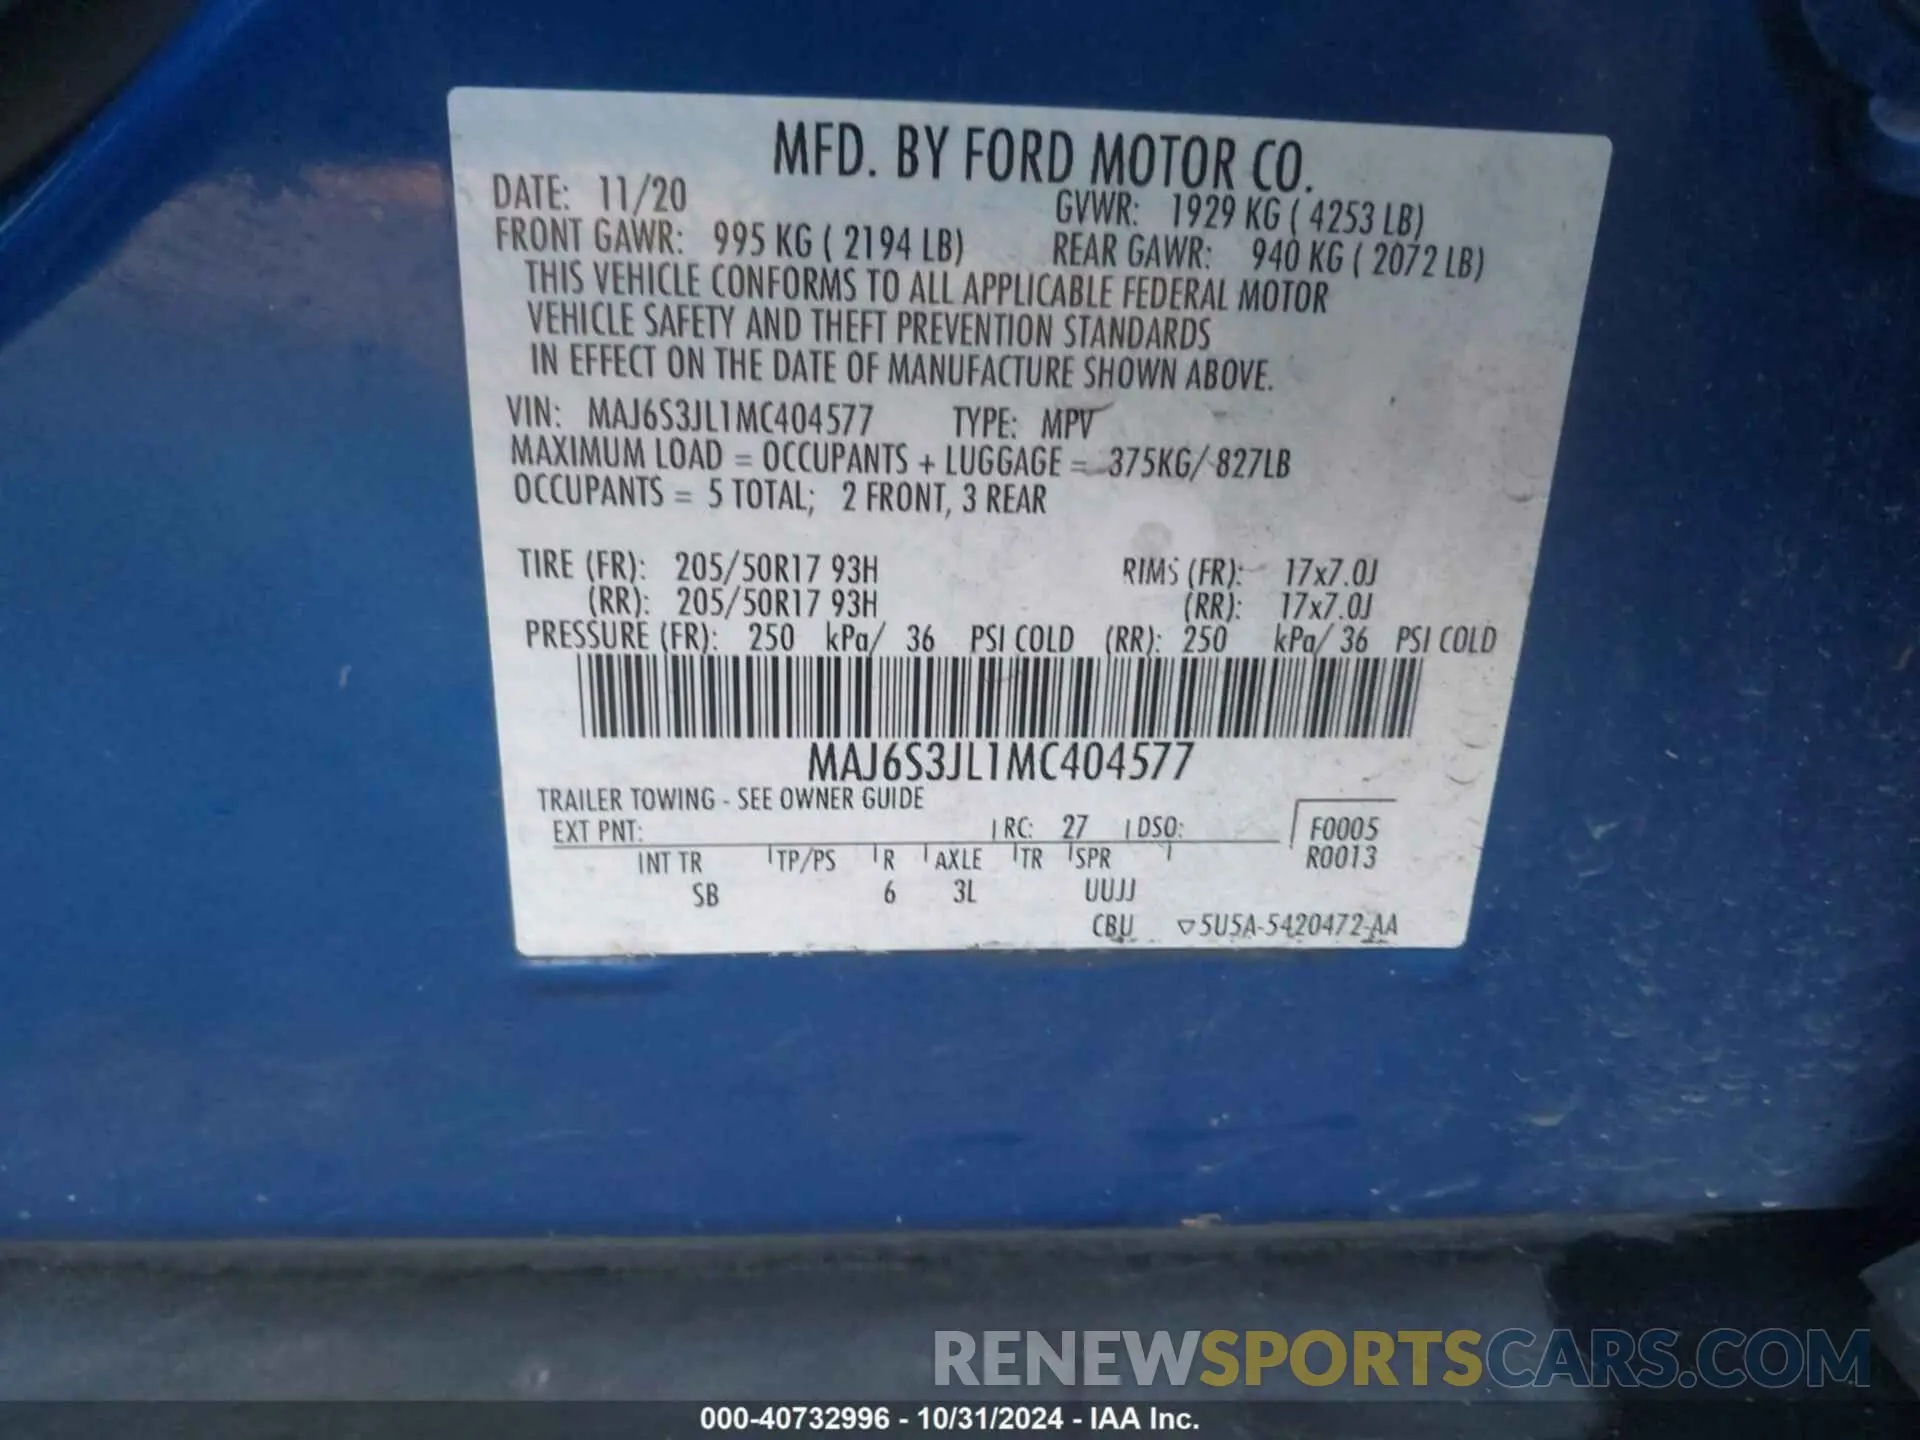 MFD. BY FORD MOTOR CO.
DATE: 11/20 GVWR: 1929 KG ( 4253 LB)
FRONT GAWR: 995 KG ( 2194 LB) REAR GAWR: 940 KG ( 2072 LB)
THIS VEHICLE CONFORMS TO ALL APPLICABLE FEDERAL MOTOR
VEHICLE SAFETY AND THEFT PREVENTION STANDARDS
IN EFFECT ON THE DATE OF MANUFACTURE SHOWN ABOVE.
VIN: MAJ6S3JL1MC404577 TYPE: MPV
MAXIMUM LOAD = OCCUPANTS + LUGGAGE = 375KG/ 827LB
OCCUPANTS = 5 TOTAL; 2 FRONT, 3 REAR
TIRE (FR): 205/50R17 93H RIMS (FR): 17x7.0J
(RR): 205/50R17 93H (RR): 17x7.0J
PRESSURE (FR): 250 kPa/ 36 PSI COLD (RR): 250 kPa/ 36 PSI COLD
MAJ6S3JL1MC404577
TRAILER TOWING - SEE OWNER GUIDE
EXT PNT: RC: 27 DSO: F0005
INT TR TP/PS R AXLE TR SPR R0013
SB 6 3L UUJJ
CBU ▽5U5A-5420472-AA
RENEWSPORTSCARS.COM
000-40732996 - 10/31/2024 - IAA Inc.